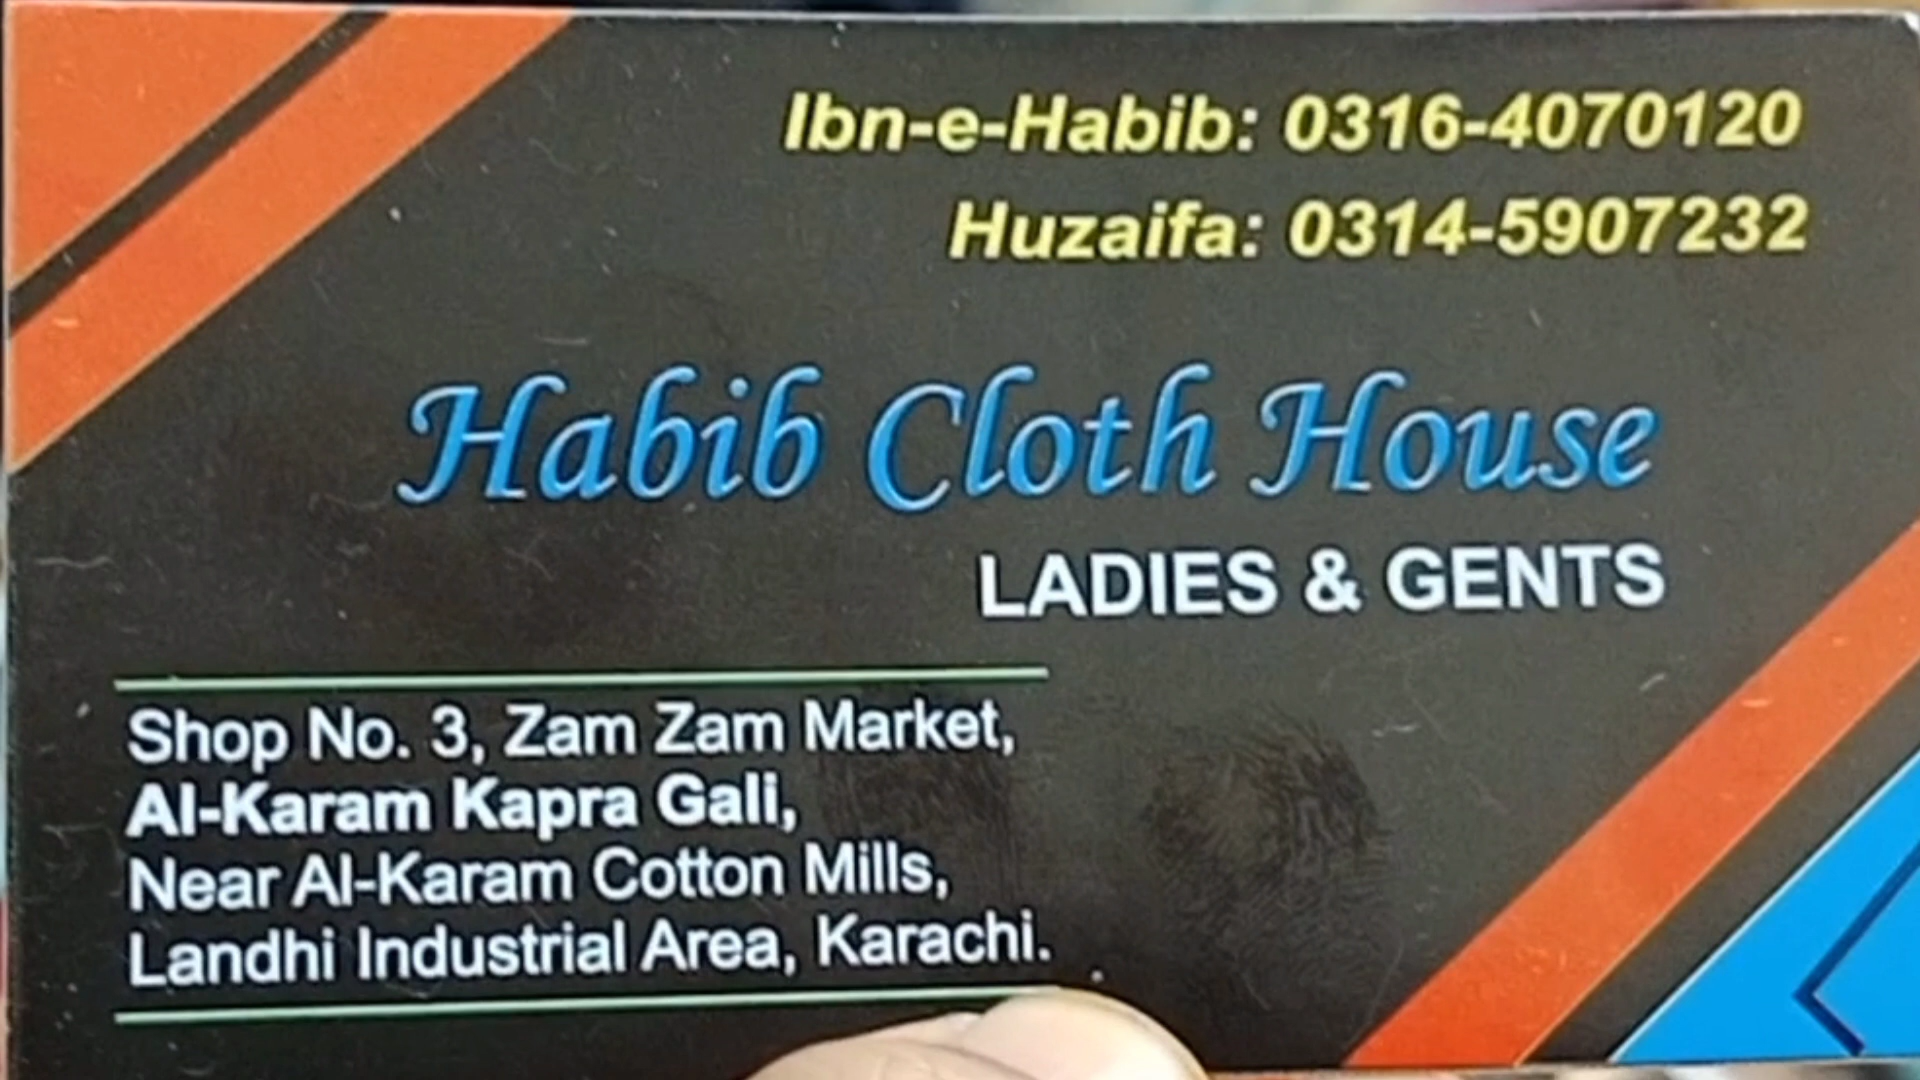 Ibn-e-Habib: 0316-4070120
Huzaifa: 0314-5907232
Habib Cloth House
LADIES & GENTS
Shop No. 3, Zam Zam Market,
Al-Karam Kapra Gali,
Near Al-Karam Cotton Mills,
Landhi Industrial Area, Karachi.